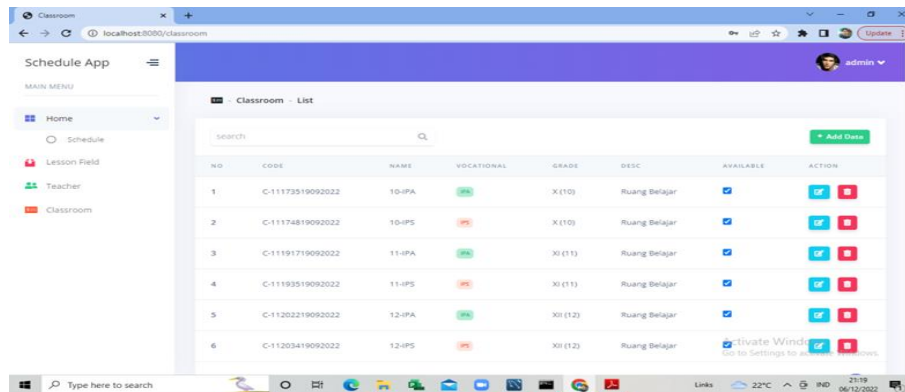 Classroom
localhost:8080/classroom
Update
Schedule App
admin
MAIN MENU
Classroom - List
Home
search
+ Add Data
Schedule
Lesson Field
NO CODE NAME VOCATIONAL GRADE DESC AVAILABLE ACTION
Teacher
1 C-11173519092022 10-IPA IPA X (10) Ruang Belajar
Classroom
2 C-11174819092022 10-IPS IPS X (10) Ruang Belajar
3 C-11191719092022 11-IPA IPA XI (11) Ruang Belajar
4 C-11193519092022 11-IPS IPS XI (11) Ruang Belajar
5 C-11202219092022 12-IPA IPA XII (12) Ruang Belajar
6 C-11203419092022 12-IPS IPS XII (12) Ruang Belajar
Activate Windows
Go to Settings to activate Windows.
Type here to search
Links 22°C IND 21:19
06/12/2022